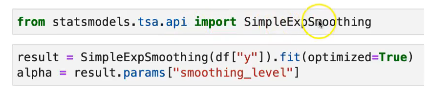 from statsmodels.tsa.api import SimpleExpSmoothing
result = SimpleExpSmoothing(df["y"]).fit(optimized=True)
alpha = result.params["smoothing_level"]